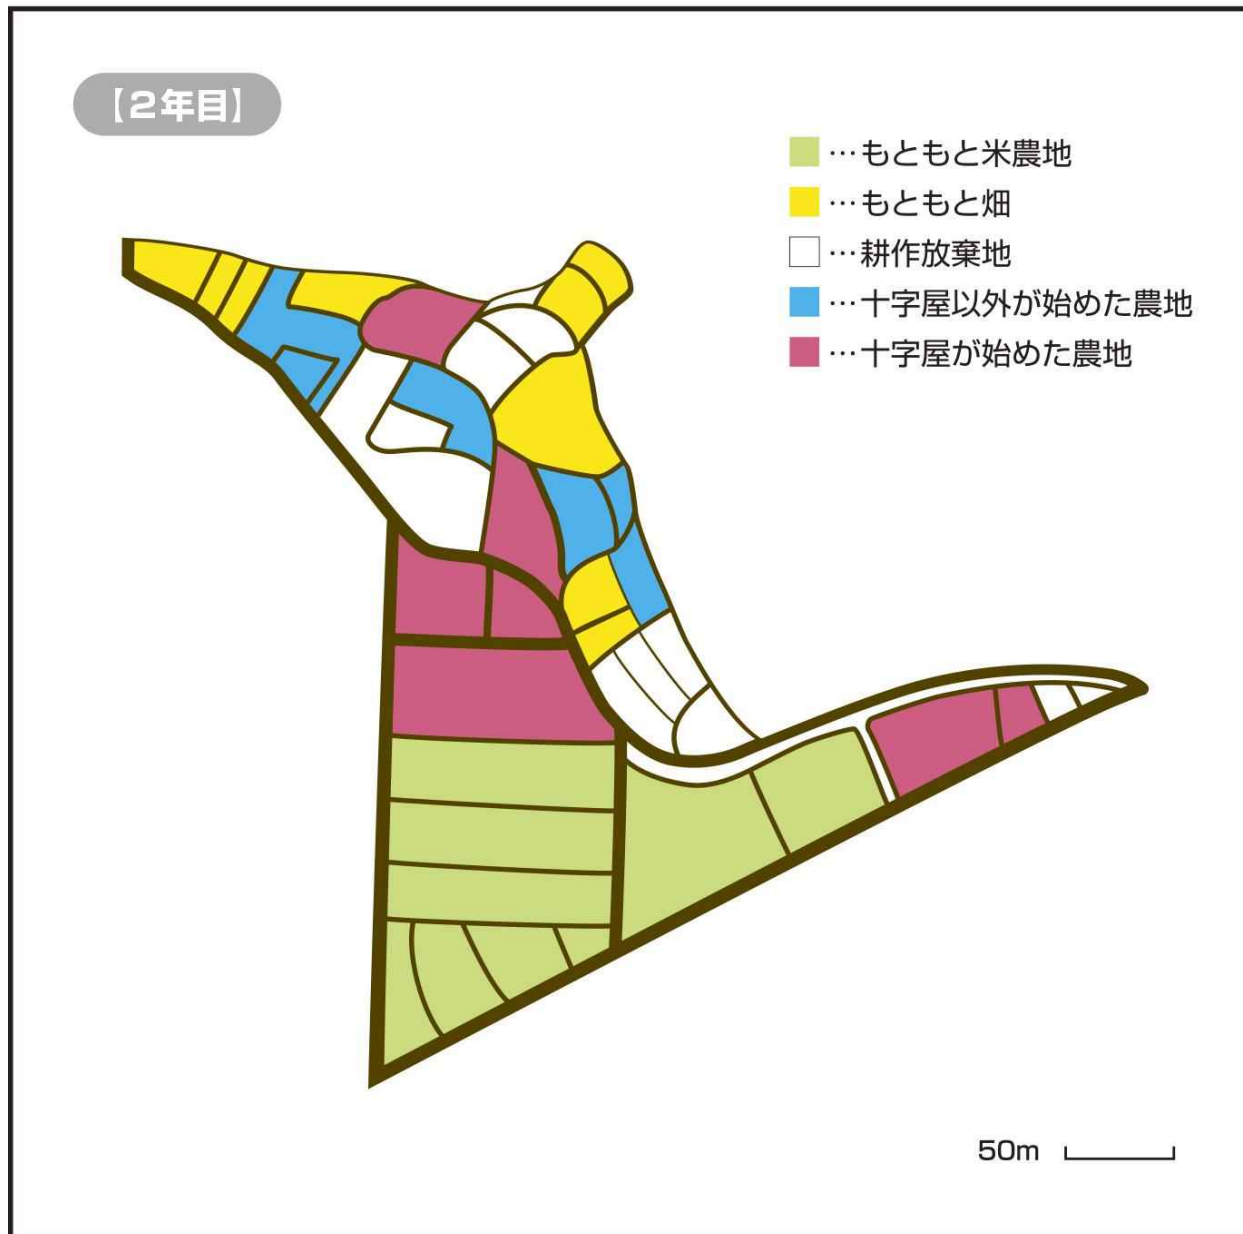 【2年目】
…もともと米農地
…もともと畑
…耕作放棄地
…十字屋以外が始めた農地
…十字屋が始めた農地
50m